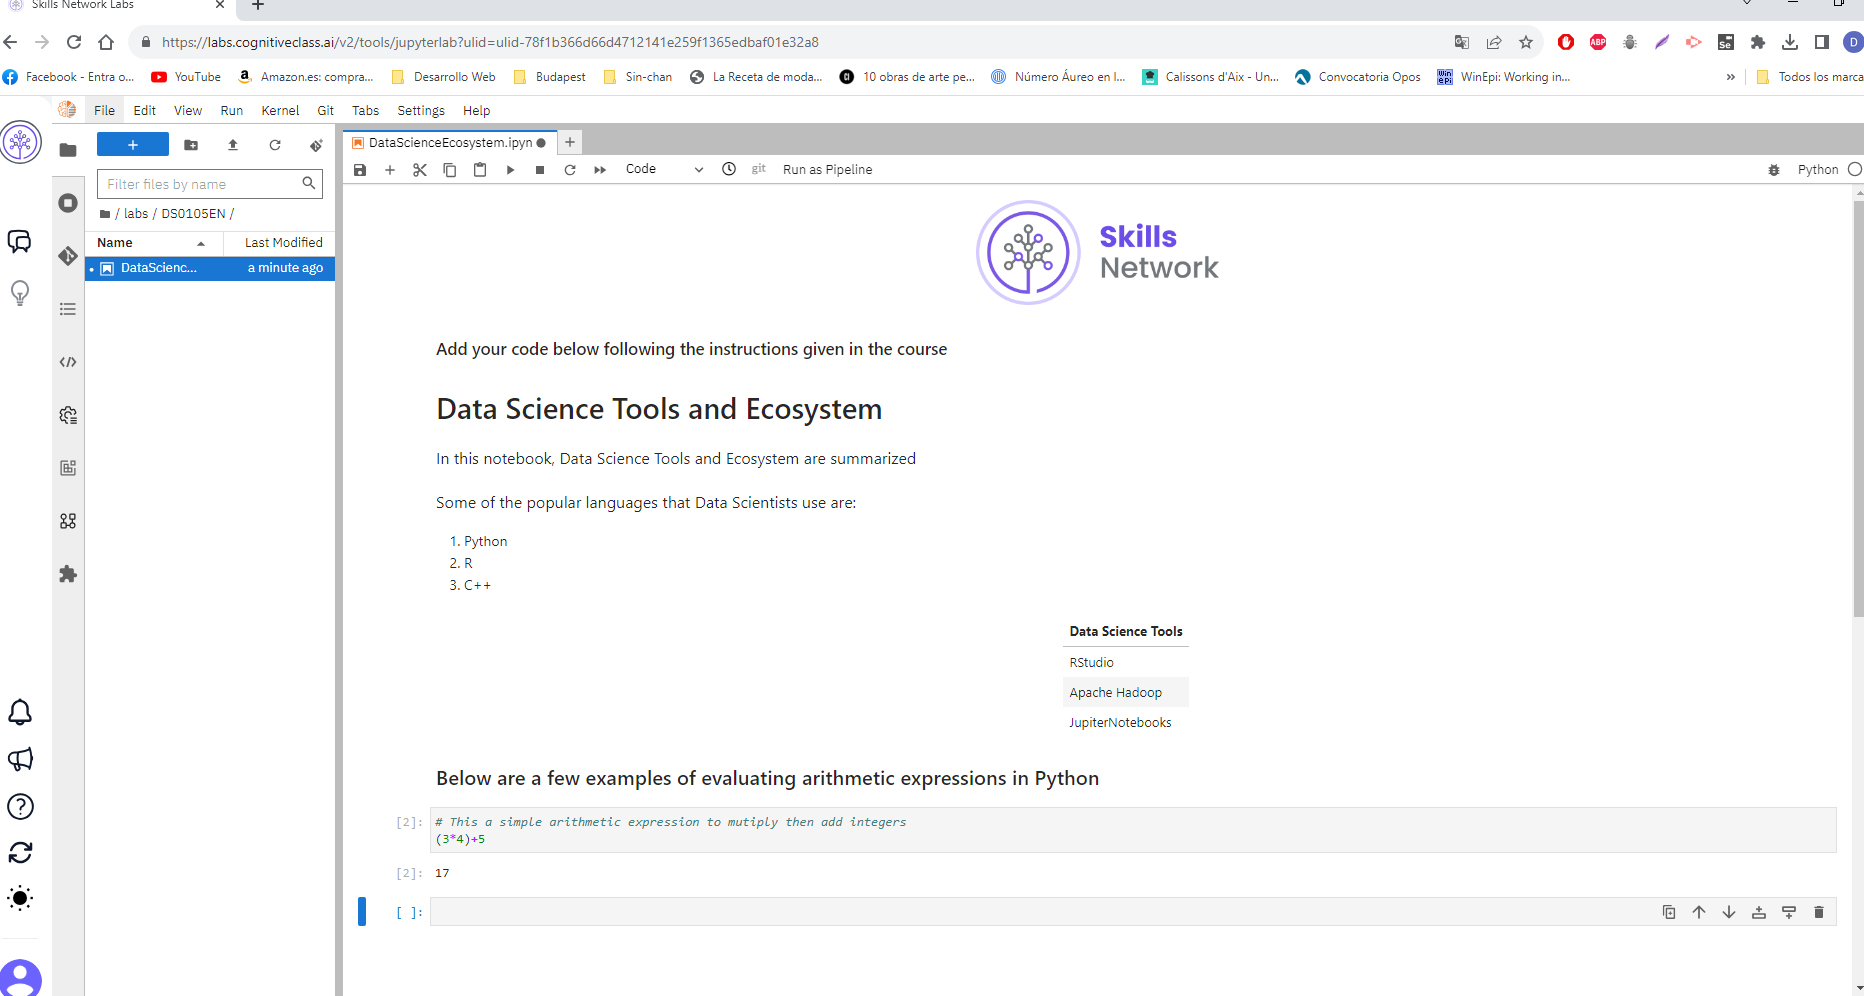 Skills Network Labs
https://labs.cognitiveclass.ai/v2/tools/jupyterlab?ulid=ulid-78f1b366d66d4712141e259f1365edbaf01e32a8
ABP
Se
D
Facebook - Entra o...
YouTube
Amazon.es: compra...
Desarrollo Web
Budapest
Sin-chan
La Receta de moda...
10 obras de arte pe...
Número Áureo en l...
Calissons d'Aix - Un...
Convocatoria Opos
WinEpi: Working in...
»
Todos los marca
File Edit View Run Kernel Git Tabs Settings Help
DataScienceEcosystem.ipyn
Code
git
Run as Pipeline
Python
Filter files by name
/ labs / DS0105EN /
Name Last Modified
DataScienc... a minute ago
Skills
Network
Add your code below following the instructions given in the course
Data Science Tools and Ecosystem
In this notebook, Data Science Tools and Ecosystem are summarized
Some of the popular languages that Data Scientists use are:
1. Python
2. R
3. C++
Data Science Tools
RStudio
Apache Hadoop
JupiterNotebooks
Below are a few examples of evaluating arithmetic expressions in Python
[2]: # This a simple arithmetic expression to mutiply then add integers
(3*4)+5
[2]: 17
[ ]: